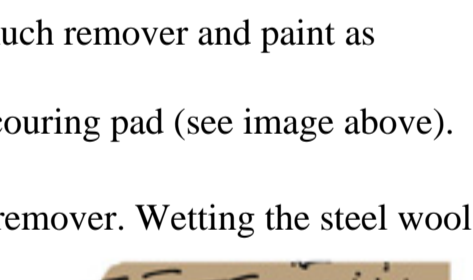 uch remover and paint as
couring pad (see image above).
remover. Wetting the steel wool